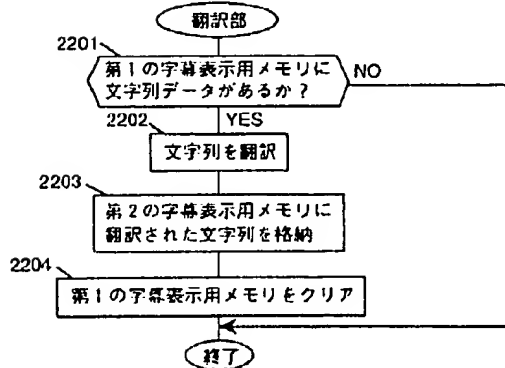 翻訳部
2201
第1の字幕表示用メモリに
文字列データがあるか?
NO
2202
YES
文字列を翻訳
2203
第2の字幕表示用メモリに
翻訳された文字列を格納
2204
第1の字幕表示用メモリをクリア
終了